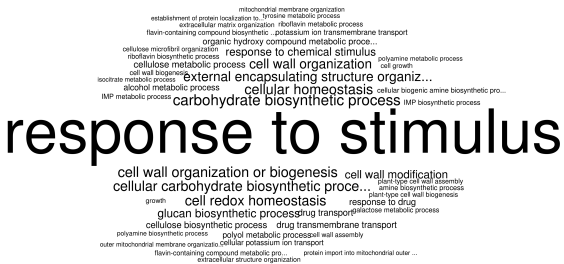 mitochondrial membrane organization
establishment of protein localization to... tyrosine metabolic process
extracellular matrix organization riboflavin metabolic process
flavin-containing compound biosynthetic ... potassium ion transmembrane transport
organic hydroxy compound metabolic proce...
cellulose microfibril organization response to chemical stimulus
riboflavin biosynthetic process polyamine metabolic process
cellulose metabolic process cell wall organization cell growth
cell wall biogenesis external encapsulating structure organiz...
isocitrate metabolic process
alcohol metabolic process cellular homeostasis cellular biogenic amine biosynthetic pro...
IMP metabolic process carbohydrate biosynthetic process IMP biosynthetic process
response to stimulus
cell wall organization or biogenesis cell wall modification
cellular carbohydrate biosynthetic proce... plant-type cell wall assembly
amine biosynthetic process
plant-type cell wall biogenesis
growth cell redox homeostasis response to drug
glucan biosynthetic process drug transport galactose metabolic process
cellulose biosynthetic process drug transmembrane transport
polyamine biosynthetic process polyol metabolic process cell wall assembly
outer mitochondrial membrane organization cellular potassium ion transport
flavin-containing compound metabolic pro... protein import into mitochondrial outer ...
extracellular structure organization